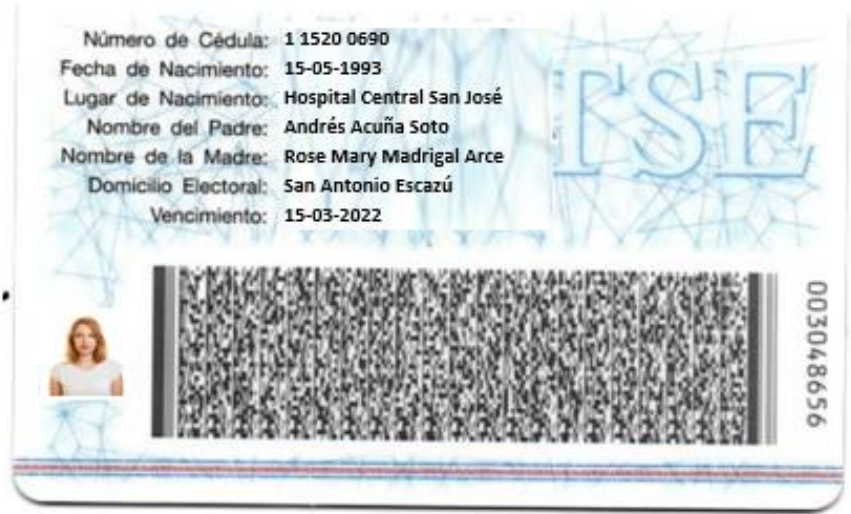 Número de Cédula: 1 1520 0690
Fecha de Nacimiento: 15-05-1993
Lugar de Nacimiento: Hospital Central San José
Nombre del Padre: Andrés Acuña Soto
Nombre de la Madre: Rose Mary Madrigal Arce
Domicilio Electoral: San Antonio Escazú
Vencimiento: 15-03-2022
TSE
003048656